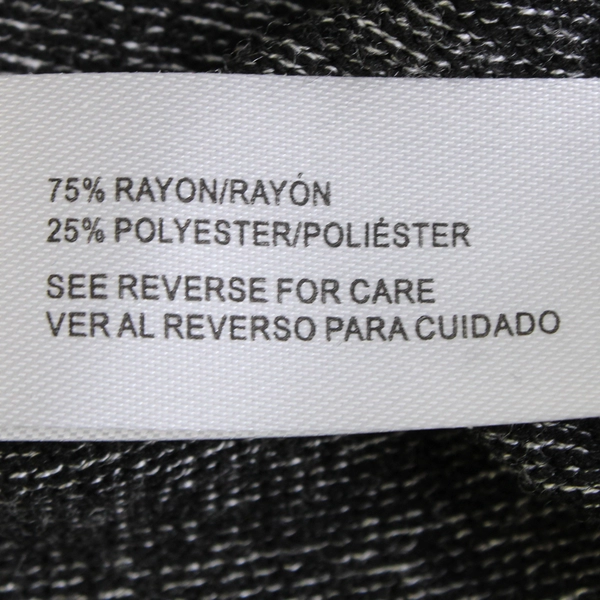 75% RAYON/RAYÓN
25% POLYESTER/POLIÉSTER
SEE REVERSE FOR CARE
VER AL REVERSO PARA CUIDADO